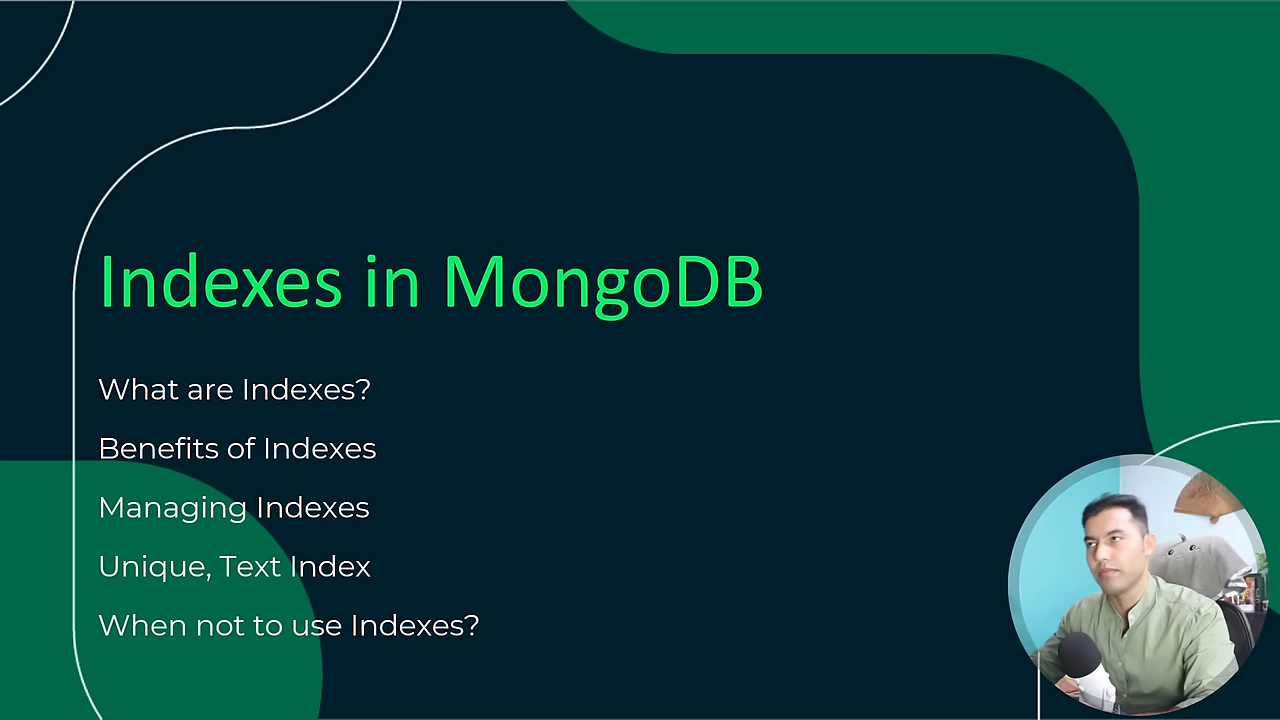 Indexes in MongoDB
What are Indexes?
Benefits of Indexes
Managing Indexes
Unique, Text Index
When not to use Indexes?